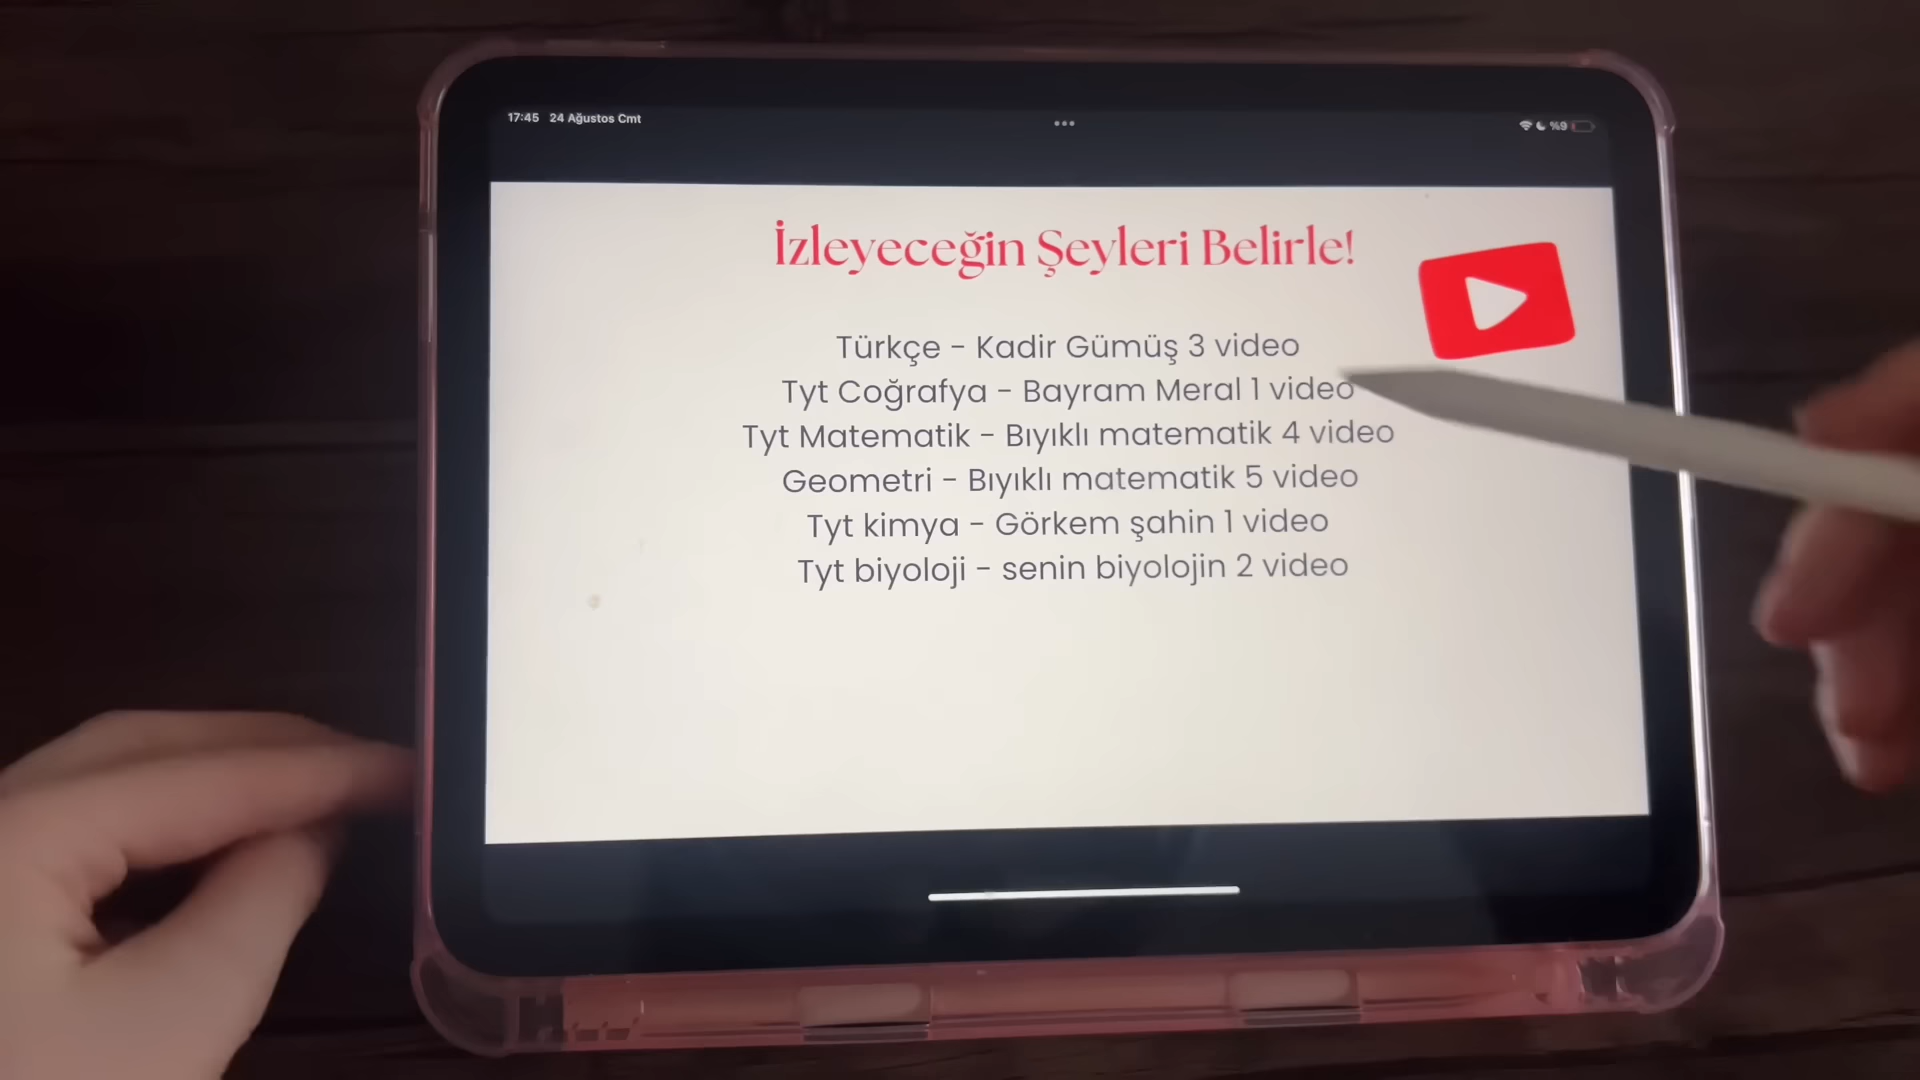 17:45 24 Ağustos Cmt
%9
İzleyeceğin Şeyleri Belirle!
Türkçe - Kadir Gümüş 3 video
Tyt Coğrafya - Bayram Meral 1 video
Tyt Matematik - Bıyıklı matematik 4 video
Geometri - Bıyıklı matematik 5 video
Tyt kimya - Görkem şahin 1 video
Tyt biyoloji - senin biyolojin 2 video